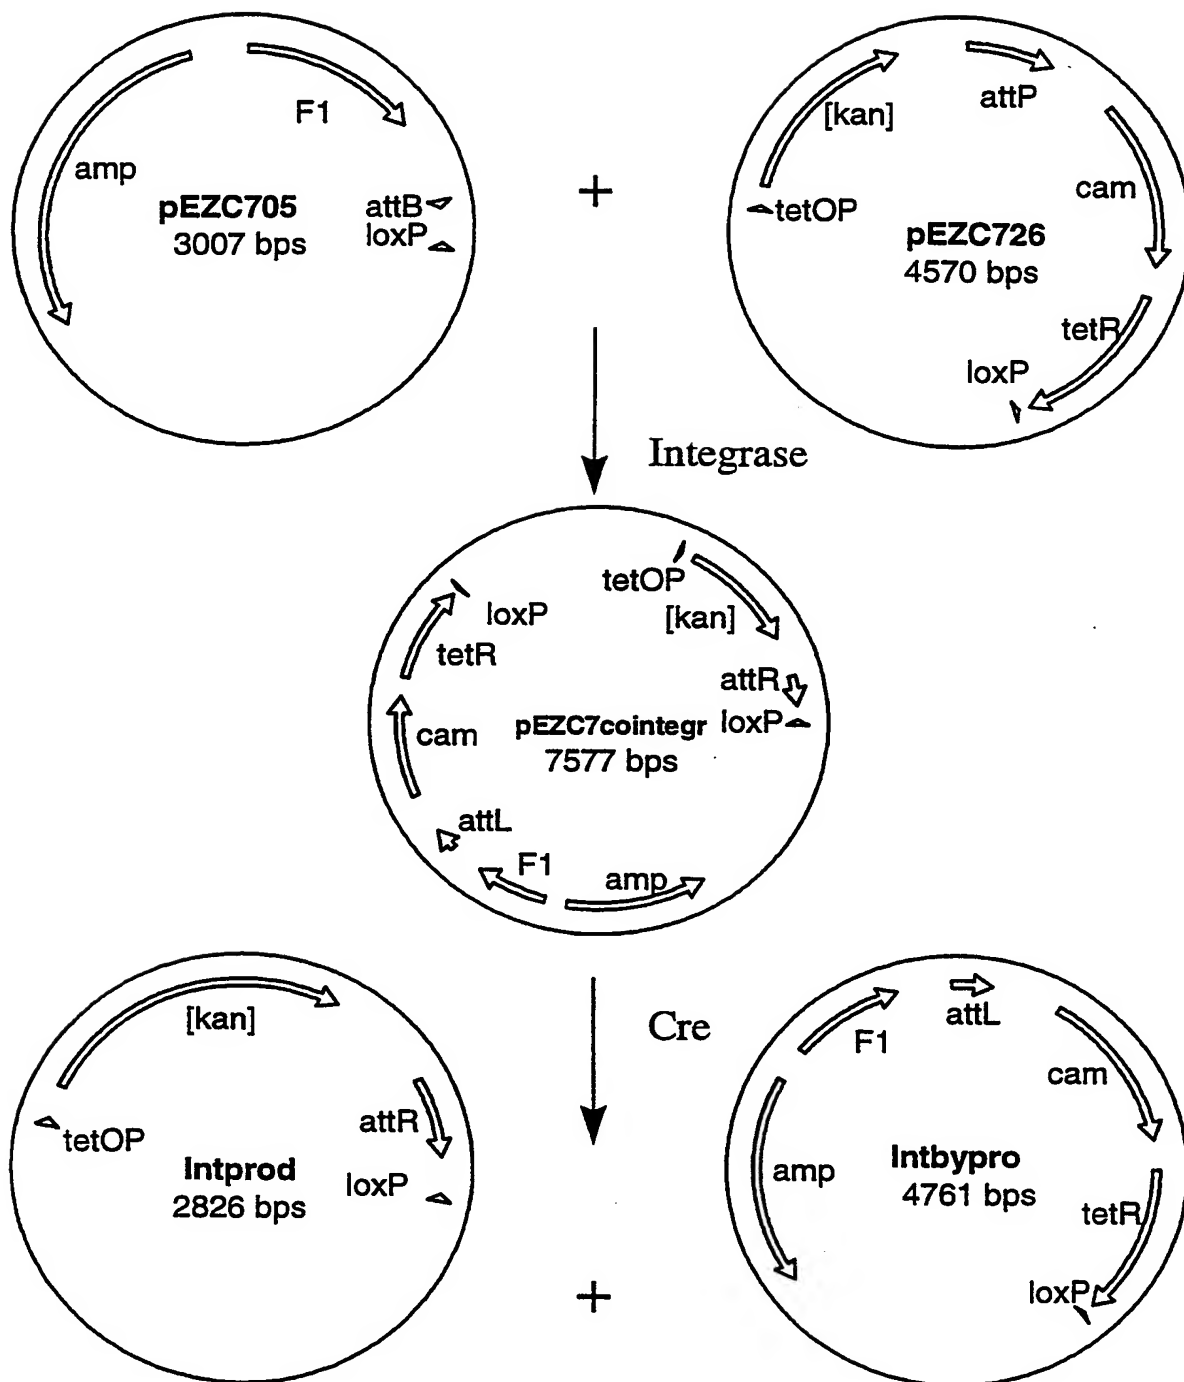 F1
amp
pEZC705
3007 bps
attB
loxP
+
[kan]
attP
cam
tetOP
pEZC726
4570 bps
tetR
loxP
Integrase
tetOP
[kan]
loxP
tetR
attR
loxP
cam
pEZC7cointegr
7577 bps
attL
F1
amp
Cre
[kan]
tetOP
attR
Intprod
2826 bps
loxP
+
F1
attL
cam
amp
Intbypro
4761 bps
tetR
loxP